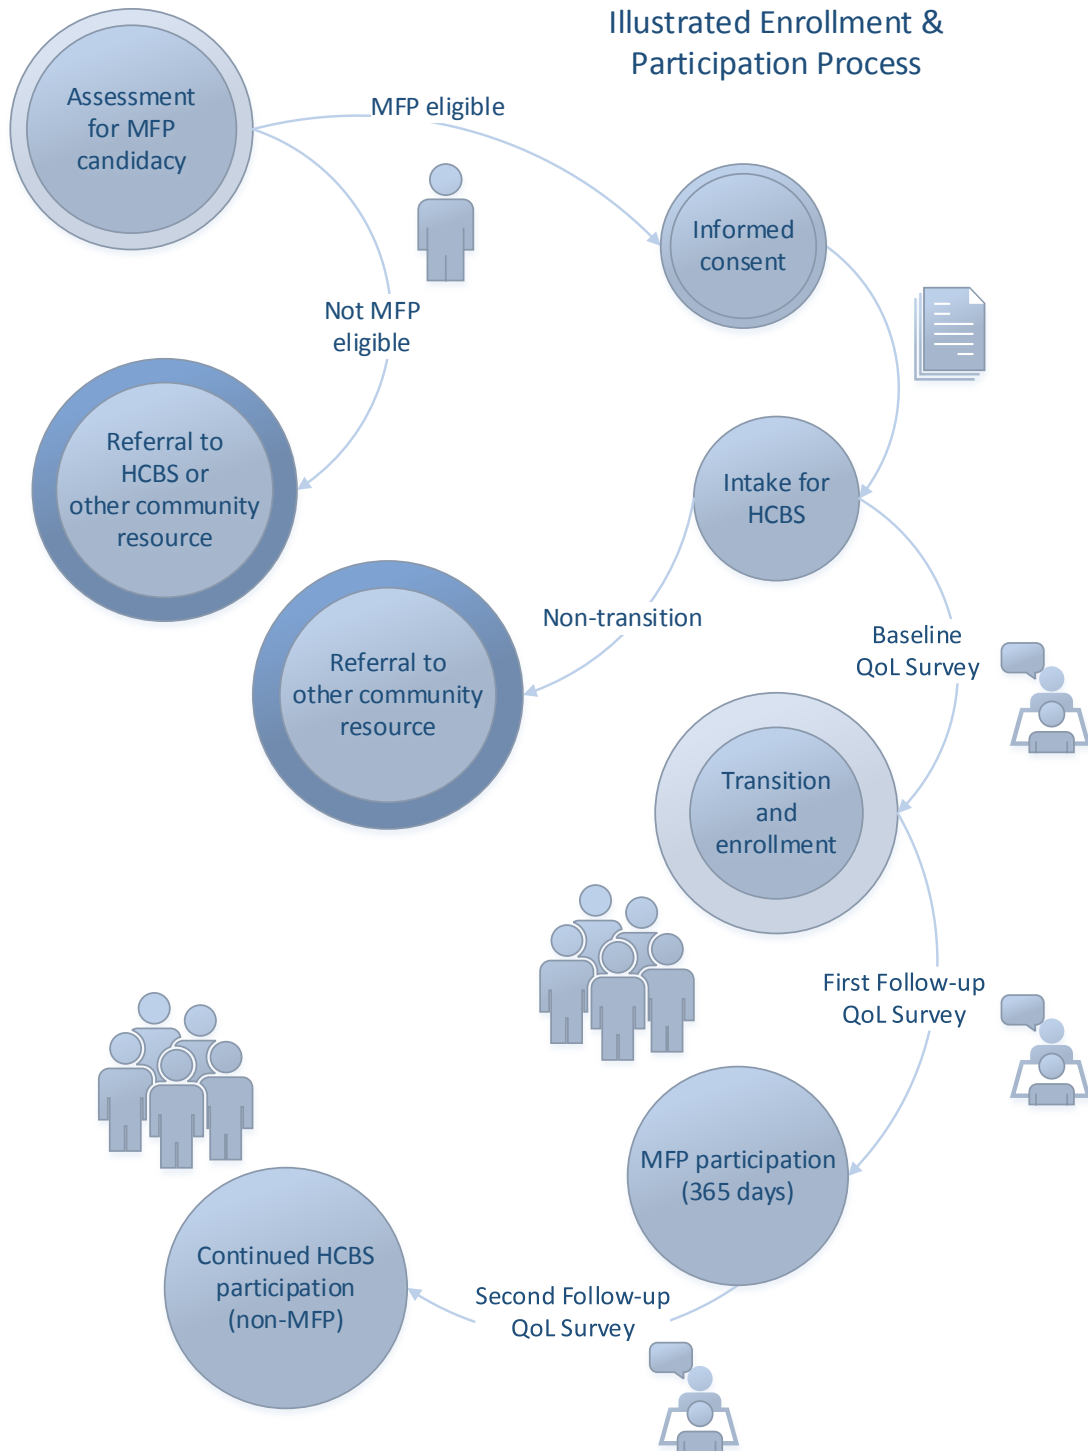 Illustrated Enrollment &
Participation Process
Assessment
for MFP
candidacy
MFP eligible
Informed
consent
Not MFP
eligible
Referral to
HCBS or
other community
resource
Intake for
HCBS
Non-transition
Referral to
other community
resource
Baseline
QoL Survey
Transition
and
enrollment
First Follow-up
QoL Survey
MFP participation
(365 days)
Second Follow-up
QoL Survey
Continued HCBS
participation
(non-MFP)